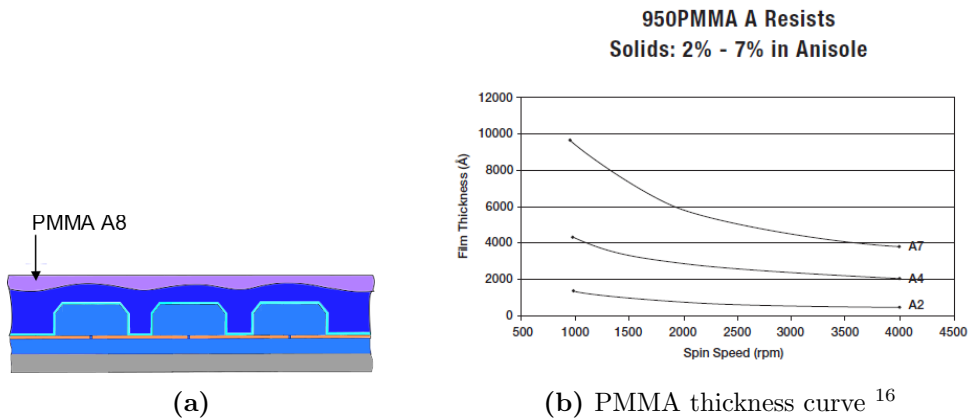 PMMA A8
(a)
950PMMA A Resists
Solids: 2% - 7% in Anisole
Film Thickness (Å)
12000
10000
8000
6000
4000
2000
0
A7
A4
A2
500 1000 1500 2000 2500 3000 3500 4000 4500
Spin Speed (rpm)
(b) PMMA thickness curve 16